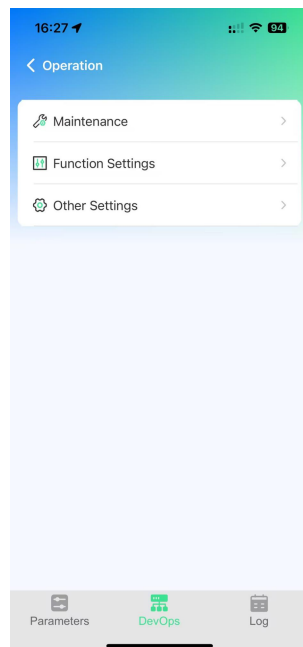 16:27
94
Operation
Maintenance
Function Settings
Other Settings
Parameters
DevOps
Log